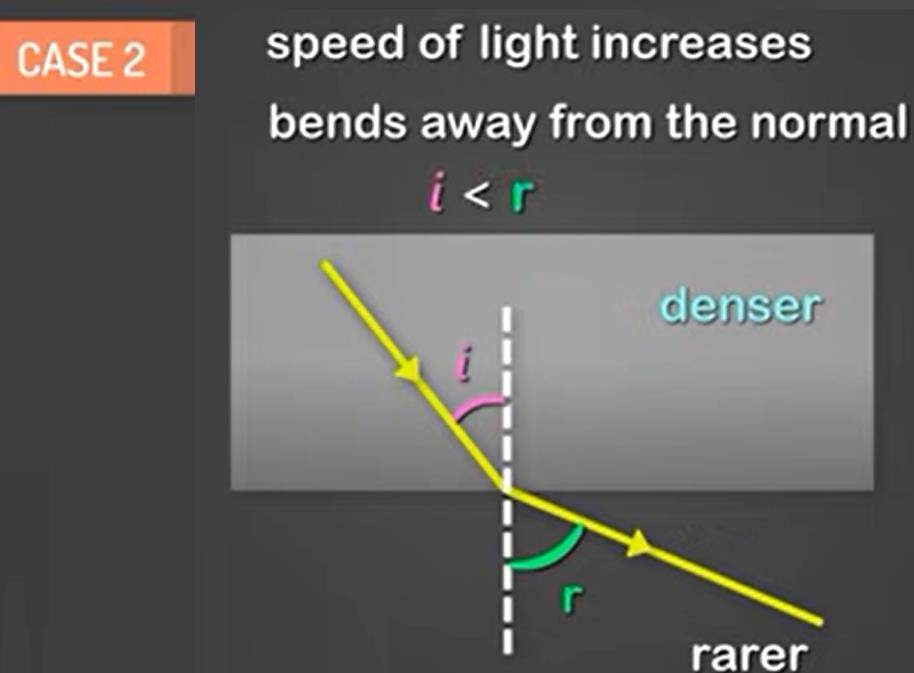 CASE 2
speed of light increases
bends away from the normal
i < r
denser
i
r
rarer